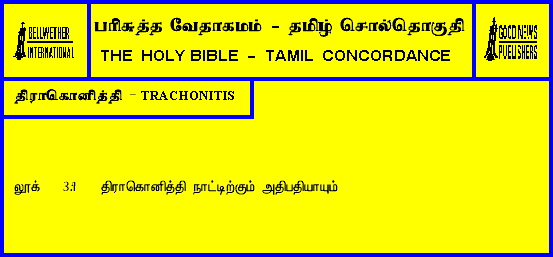 BELLWETHER
INTERNATIONAL
பரிசுத்த வேதாகமம் - தமிழ் சொல்தொகுதி
THE HOLY BIBLE - TAMIL CONCORDANCE
GOOD NEWS
PUBLISHERS
திராகொனித்தி - TRACHONITIS
லூக் 3:1 திராகொனித்தி நாட்டிற்கும் அதிபதியாயும்